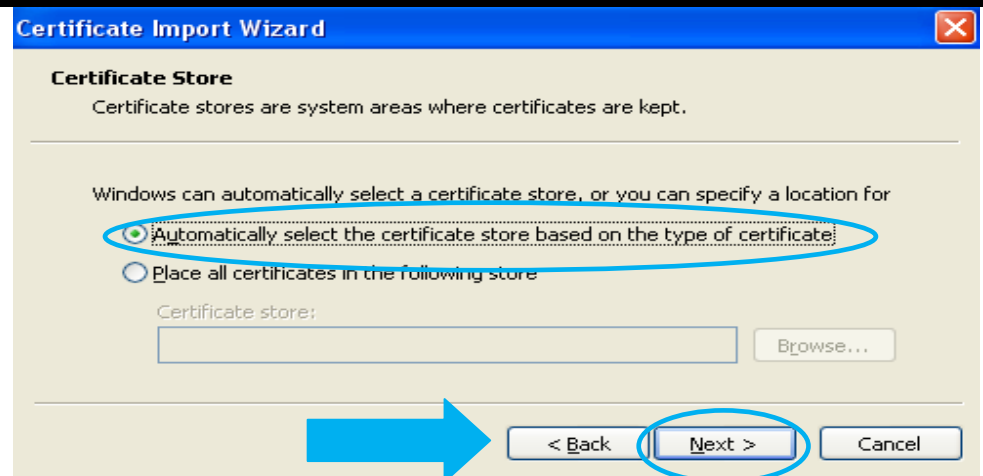 Certificate Import Wizard
Certificate Store
Certificate stores are system areas where certificates are kept.
Windows can automatically select a certificate store, or you can specify a location for
Automatically select the certificate store based on the type of certificate
Place all certificates in the following store
Certificate store:
Browse...
< Back Next > Cancel